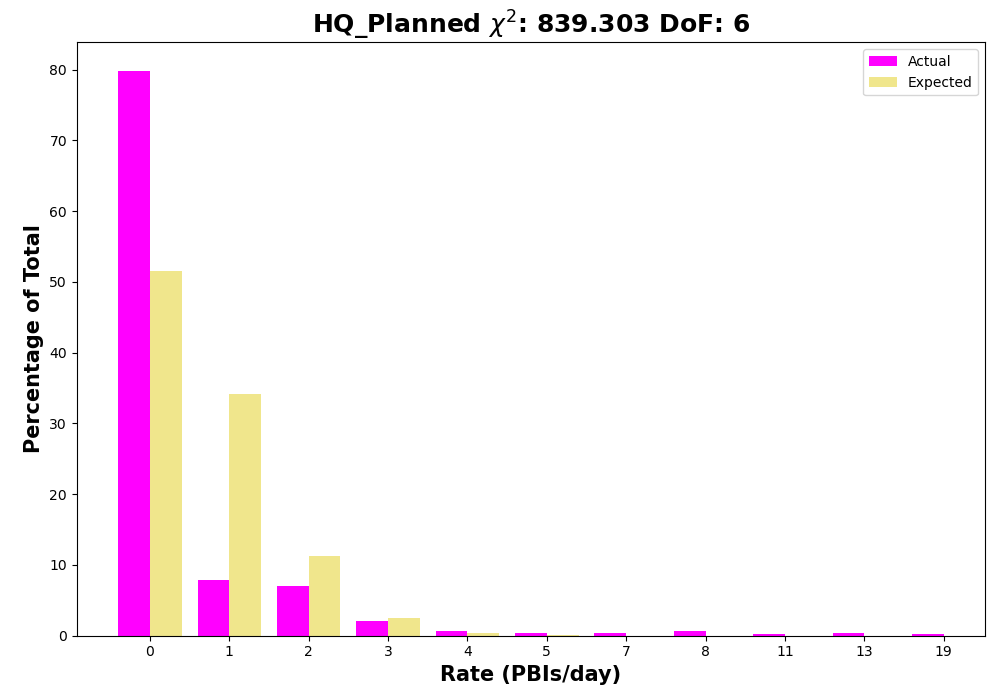 HQ_Planned χ²: 839.303 DoF: 6
Actual
Expected
80
70
60
50
40
30
20
10
0
Percentage of Total
0 1 2 3 4 5 7 8 11 13 19
Rate (PBIs/day)